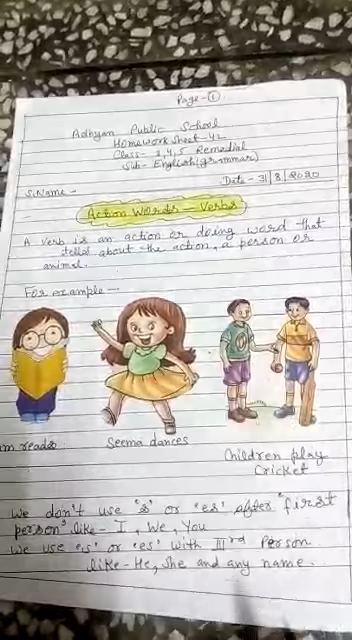 Page-①
Adhyan Public School
Homework Sheet-42
Class- 3,4,5 Remedial
Sub- English(grammar)
Date - 31/8/2020
S.Name -
Action Words - Verbs
A verb is an action or doing word that
tells about the action, a person or
animal.
For example -
reads
Seema dances
Children play
Cricket
We don't use 's' or 'es' after "first
person" like - I, We, You
We use 's' or 'es' with IIIrd Person
like - He, She and any name.